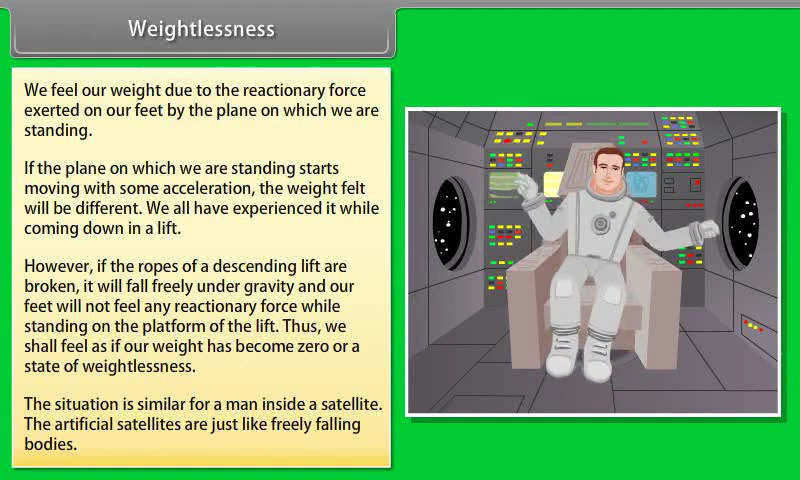 Weightlessness
We feel our weight due to the reactionary force
exerted on our feet by the plane on which we are
standing.
If the plane on which we are standing starts
moving with some acceleration, the weight felt
will be different. We all have experienced it while
coming down in a lift.
However, if the ropes of a descending lift are
broken, it will fall freely under gravity and our
feet will not feel any reactionary force while
standing on the platform of the lift. Thus, we
shall feel as if our weight has become zero or a
state of weightlessness.
The situation is similar for a man inside a satellite.
The artificial satellites are just like freely falling
bodies.